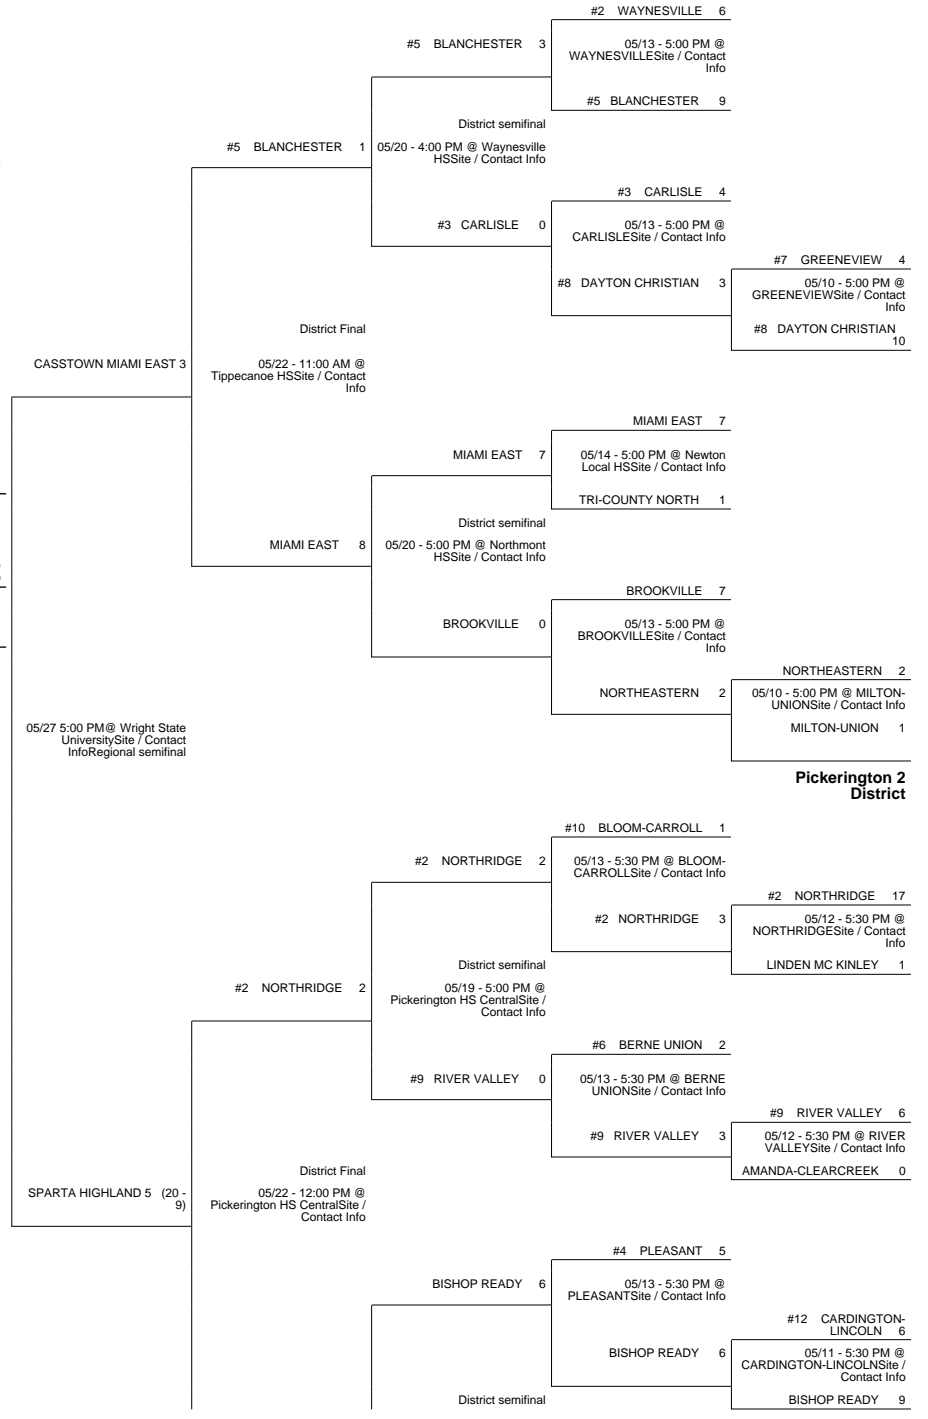 #2 WAYNESVILLE 6
#5 BLANCHESTER 3
05/13 - 5:00 PM @
WAYNESVILLESite / Contact
Info
#5 BLANCHESTER 9
District semifinal
#5 BLANCHESTER 1
05/20 - 4:00 PM @ Waynesville
HSSite / Contact Info
#3 CARLISLE 4
#3 CARLISLE 0
05/13 - 5:00 PM @
CARLISLESite / Contact Info
#7 GREENEVIEW 4
#8 DAYTON CHRISTIAN 3
05/10 - 5:00 PM @
GREENEVIEWSite / Contact
Info
#8 DAYTON CHRISTIAN
10
District Final
CASSTOWN MIAMI EAST 3
05/22 - 11:00 AM @
Tippecanoe HSSite / Contact
Info
MIAMI EAST 7
MIAMI EAST 7
05/14 - 5:00 PM @ Newton
Local HSSite / Contact Info
TRI-COUNTY NORTH 1
District semifinal
MIAMI EAST 8
05/20 - 5:00 PM @ Northmont
HSSite / Contact Info
BROOKVILLE 7
BROOKVILLE 0
05/13 - 5:00 PM @
BROOKVILLESite / Contact
Info
NORTHEASTERN 2
NORTHEASTERN 2
05/10 - 5:00 PM @ MILTON-
UNIONSite / Contact Info
MILTON-UNION 1
05/27 5:00 PM@ Wright State
UniversitySite / Contact
InfoRegional semifinal
Pickerington 2
District
#10 BLOOM-CARROLL 1
#2 NORTHRIDGE 2
05/13 - 5:30 PM @ BLOOM-
CARROLLSite / Contact Info
#2 NORTHRIDGE 17
#2 NORTHRIDGE 3
05/12 - 5:30 PM @
NORTHRIDGESite / Contact
Info
LINDEN MC KINLEY 1
District semifinal
#2 NORTHRIDGE 2
05/19 - 5:00 PM @
Pickerington HS CentralSite /
Contact Info
#6 BERNE UNION 2
#9 RIVER VALLEY 0
05/13 - 5:30 PM @ BERNE
UNIONSite / Contact Info
#9 RIVER VALLEY 6
#9 RIVER VALLEY 3
05/12 - 5:30 PM @ RIVER
VALLEYSite / Contact Info
AMANDA-CLEARCREEK 0
District Final
SPARTA HIGHLAND 5 (20 -
9)
05/22 - 12:00 PM @
Pickerington HS CentralSite /
Contact Info
#4 PLEASANT 5
BISHOP READY 6
05/13 - 5:30 PM @
PLEASANTSite / Contact Info
#12 CARDINGTON-
LINCOLN 6
BISHOP READY 6
05/11 - 5:30 PM @
CARDINGTON-LINCOLNSite /
Contact Info
District semifinal
BISHOP READY 9